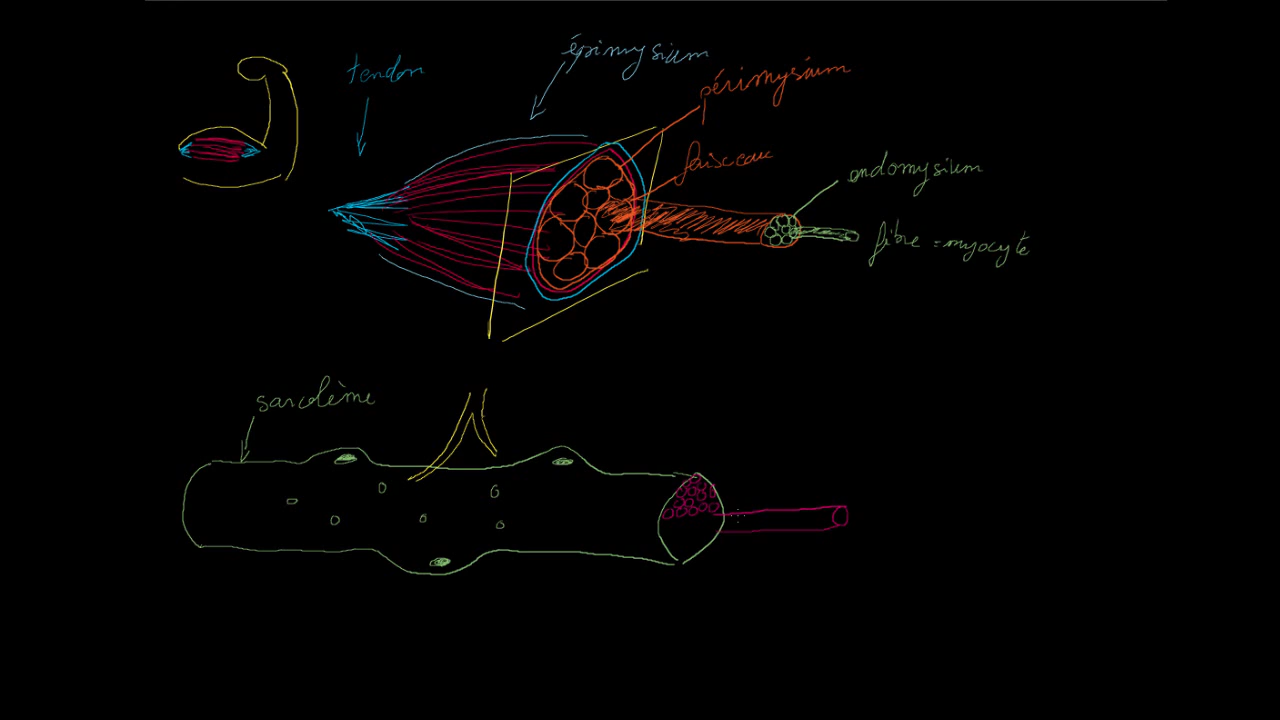 tendon
épimysium
périmysium
faisceau
endomysium
fibre = myocyte
sarcolème